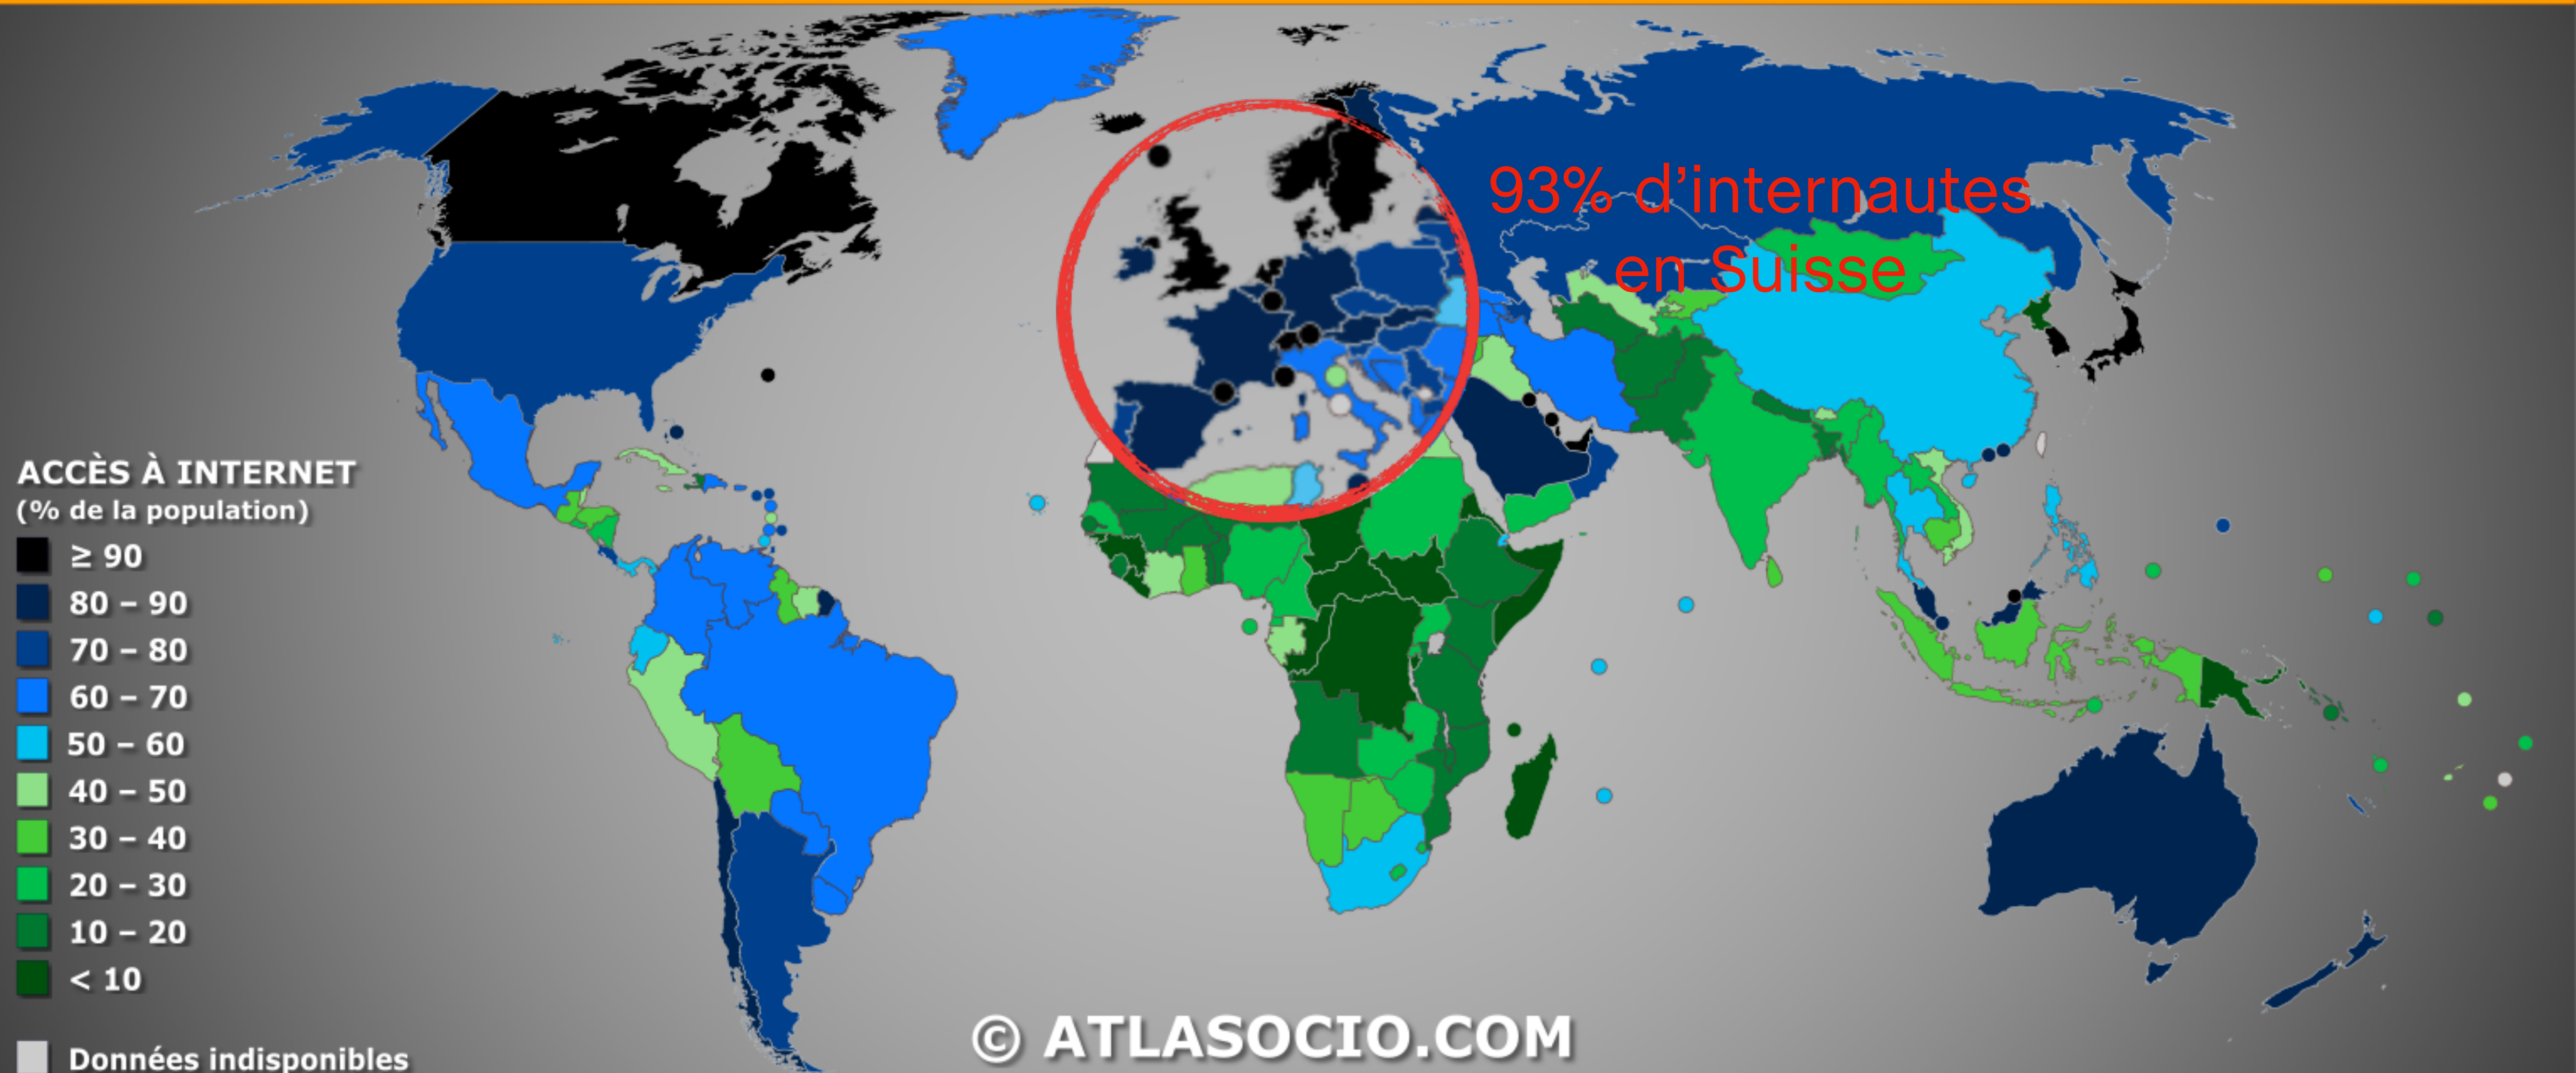 93% d'internautes
en Suisse
ACCÈS À INTERNET
(% de la population)
≥ 90
80 – 90
70 – 80
60 – 70
50 – 60
40 – 50
30 – 40
20 – 30
10 – 20
< 10
Données indisponibles
© ATLASOCIO.COM